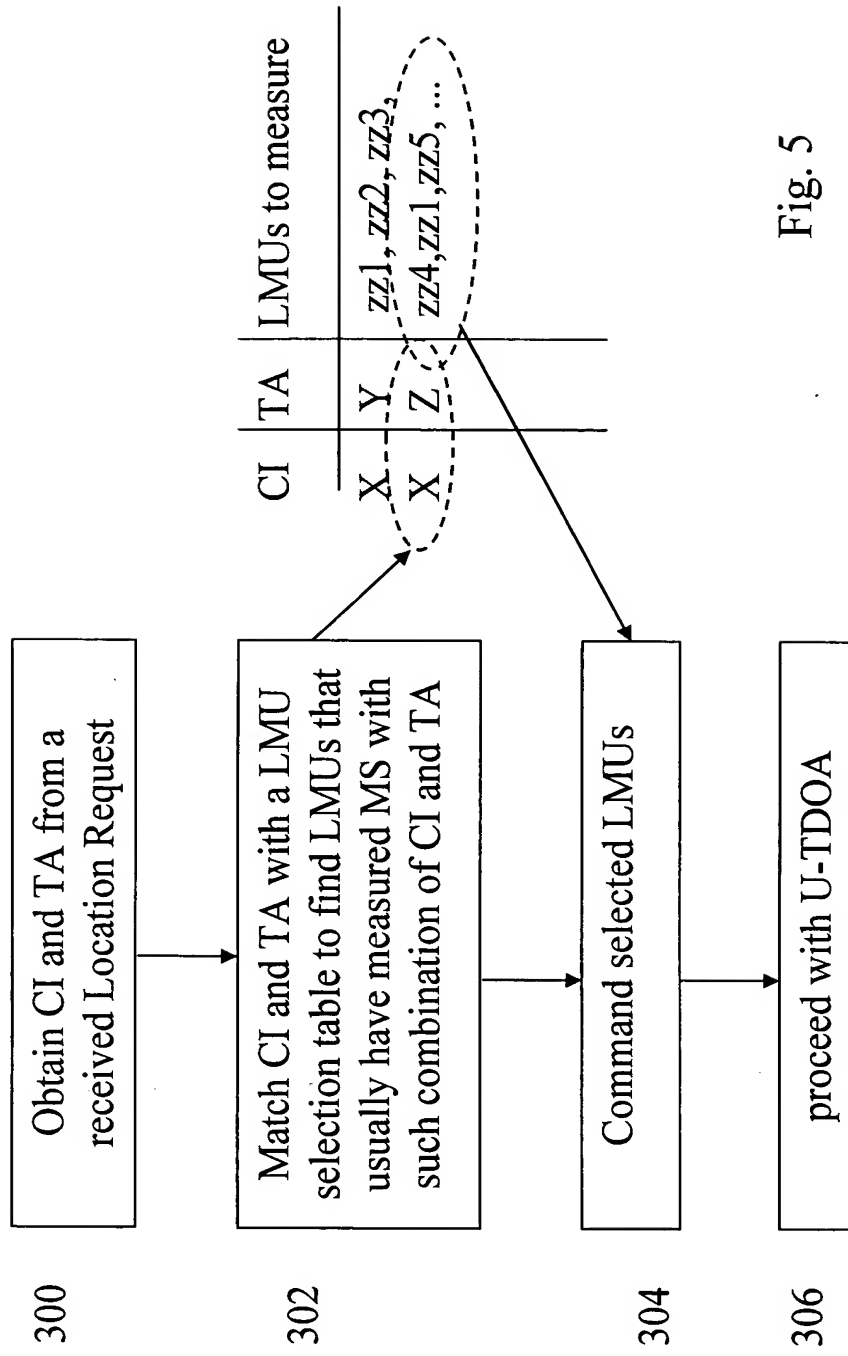 300
Obtain CI and TA from a
received Location Request
302
Match CI and TA with a LMU
selection table to find LMUs that
usually have measured MS with
such combination of CI and TA
CI TA LMUs to measure
X Y zz1, zz2, zz3,
X Z zz4,zz1,zz5, ...
304
Command selected LMUs
306
proceed with U-TDOA
Fig. 5